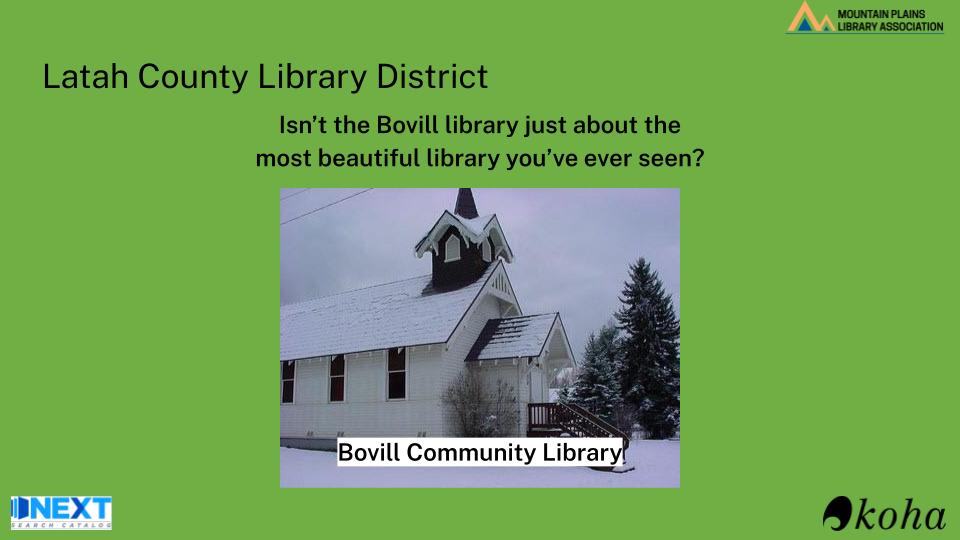 MOUNTAIN PLAINS
LIBRARY ASSOCIATION
Latah County Library District
Isn’t the Bovill library just about the
most beautiful library you’ve ever seen?
Bovill Community Library
NEXT
SEARCH CATALOG
koha